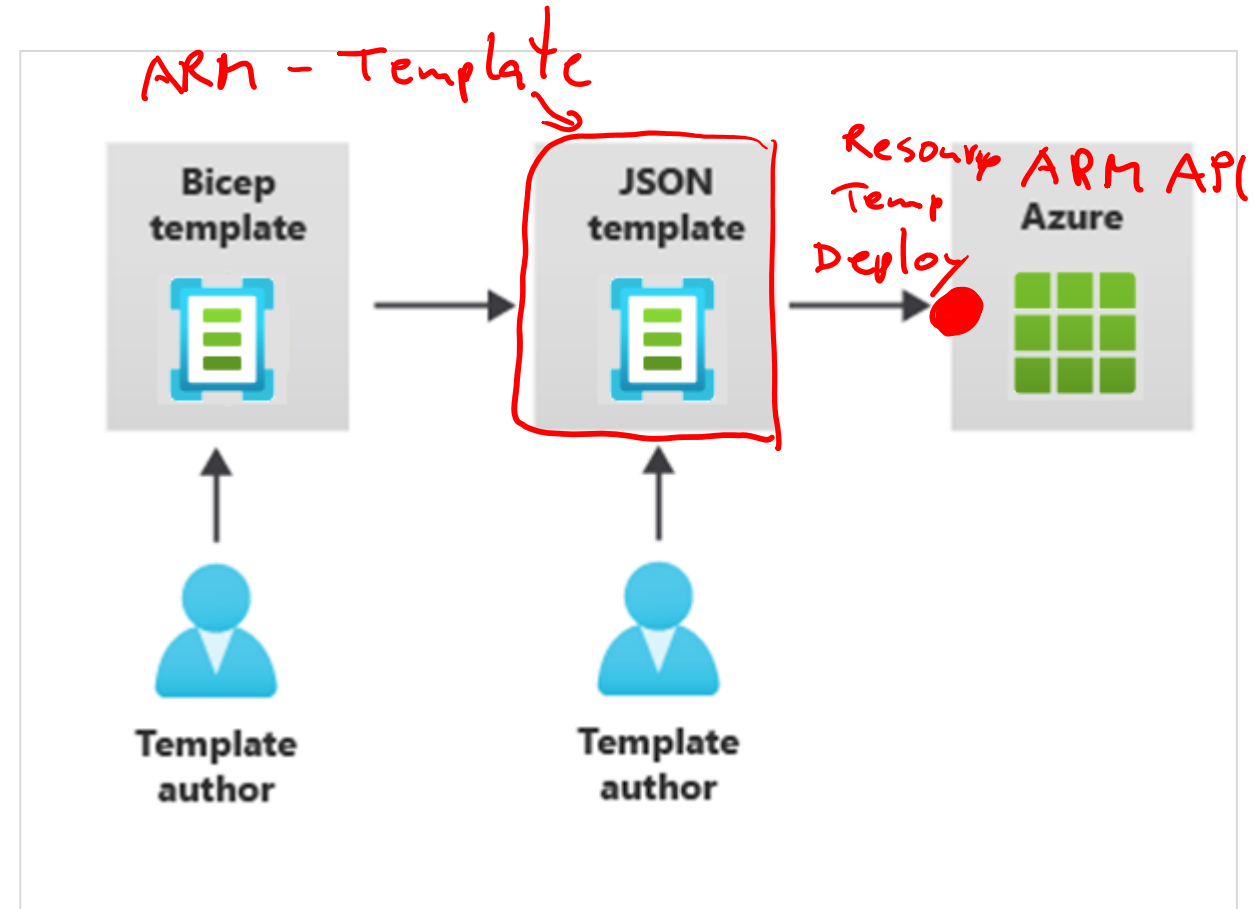 ARM - Template
Bicep
template
JSON
template
Resource
Temp
Deploy
ARM API
Azure
Template
author
Template
author